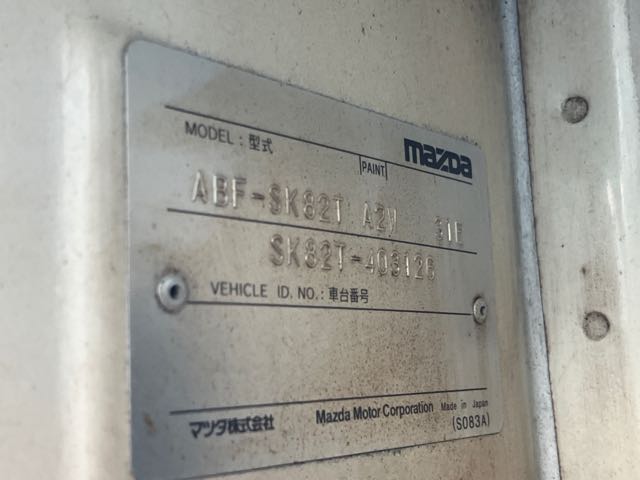 MODEL : 型式
PAINT
mazda
ABF-SK82T A2V 31E
SK82T-403126
VEHICLE ID. NO. : 車台番号
マツダ株式会社 Mazda Motor Corporation Made in Japan
(S083A)